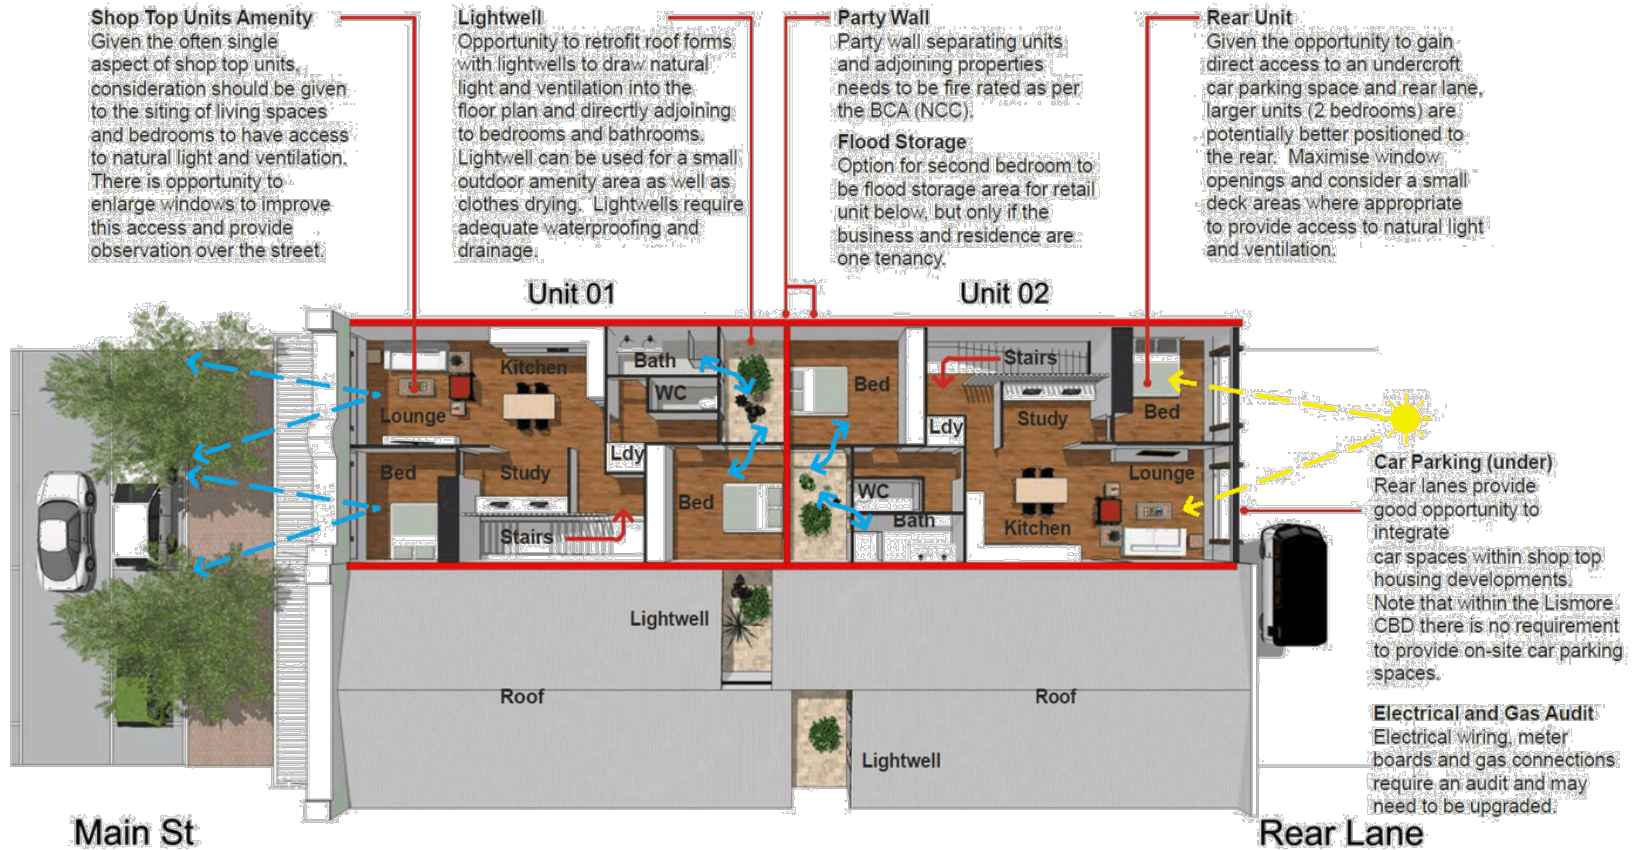 Shop Top Units Amenity
Given the often single
aspect of shop top units,
consideration should be given
to the siting of living spaces
and bedrooms to have access
to natural light and ventilation.
There is opportunity to
enlarge windows to improve
this access and provide
observation over the street.
Lightwell
Opportunity to retrofit roof forms
with lightwells to draw natural
light and ventilation into the
floor plan and directrly adjoining
to bedrooms and bathrooms.
Lightwell can be used for a small
outdoor amenity area as well as
clothes drying. Lightwells require
adequate waterproofing and
drainage.
Party Wall
Party wall separating units
and adjoining properties
needs to be fire rated as per
the BCA (NCC).
Flood Storage
Option for second bedroom to
be flood storage area for retail
unit below, but only if the
business and residence are
one tenancy.
Rear Unit
Given the opportunity to gain
direct access to an undercroft
car parking space and rear lane,
larger units (2 bedrooms) are
potentially better positioned to
the rear. Maximise window
openings and consider a small
deck areas where appropriate
to provide access to natural light
and ventilation.
Unit 01
Unit 02
Kitchen
Bath
WC
Lounge
Bed
Study
Ldy
Bed
Stairs
Bed
Stairs
Study
Bed
Ldy
Lounge
WC
Bath
Kitchen
Car Parking (under)
Rear lanes provide
good opportunity to
integrate
car spaces within shop top
housing developments.
Note that within the Lismore
CBD there is no requirement
to provide on-site car parking
spaces.
Lightwell
Roof
Roof
Lightwell
Electrical and Gas Audit
Electrical wiring, meter
boards and gas connections
require an audit and may
need to be upgraded.
Main St
Rear Lane